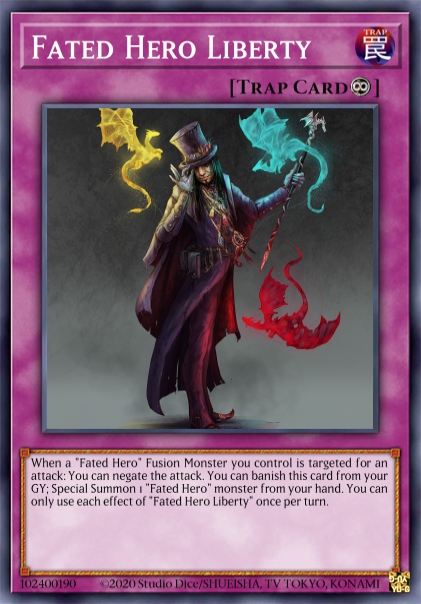 Fated Hero Liberty
TRAP
罠
[Trap Card]
When a "Fated Hero" Fusion Monster you control is targeted for an
attack: You can negate the attack. You can banish this card from your
GY; Special Summon 1 "Fated Hero" monster from your hand. You can
only use each effect of "Fated Hero Liberty" once per turn.
102400190
©2020 Studio Dice/SHUEISHA, TV TOKYO, KONAMI